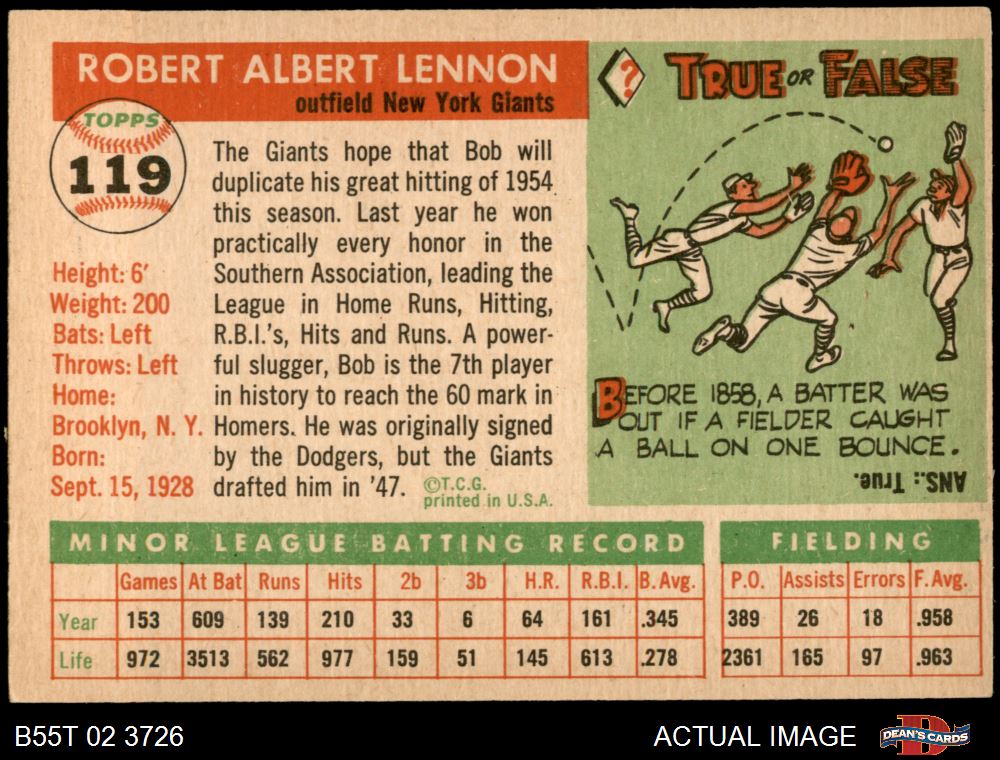 ROBERT ALBERT LENNON
outfield New York Giants
TOPPS
119
Height: 6'
Weight: 200
Bats: Left
Throws: Left
Home:
Brooklyn, N. Y.
Born:
Sept. 15, 1928
The Giants hope that Bob will
duplicate his great hitting of 1954
this season. Last year he won
practically every honor in the
Southern Association, leading the
League in Home Runs, Hitting,
R.B.I.'s, Hits and Runs. A power-
ful slugger, Bob is the 7th player
in history to reach the 60 mark in
Homers. He was originally signed
by the Dodgers, but the Giants
drafted him in '47.
©T.C.G.
printed in U.S.A.
?
TRUE OR FALSE
BEFORE 1858, A BATTER WAS
OUT IF A FIELDER CAUGHT
A BALL ON ONE BOUNCE.
ANS.: True.
MINOR LEAGUE BATTING RECORD
Games At Bat Runs Hits 2b 3b H.R. R.B.I. B. Avg.
Year 153 609 139 210 33 6 64 161 .345
Life 972 3513 562 977 159 51 145 613 .278
FIELDING
P.O. Assists Errors F. Avg.
389 26 18 .958
2361 165 97 .963
B55T 02 3726
ACTUAL IMAGE
D
DEAN'S CARDS